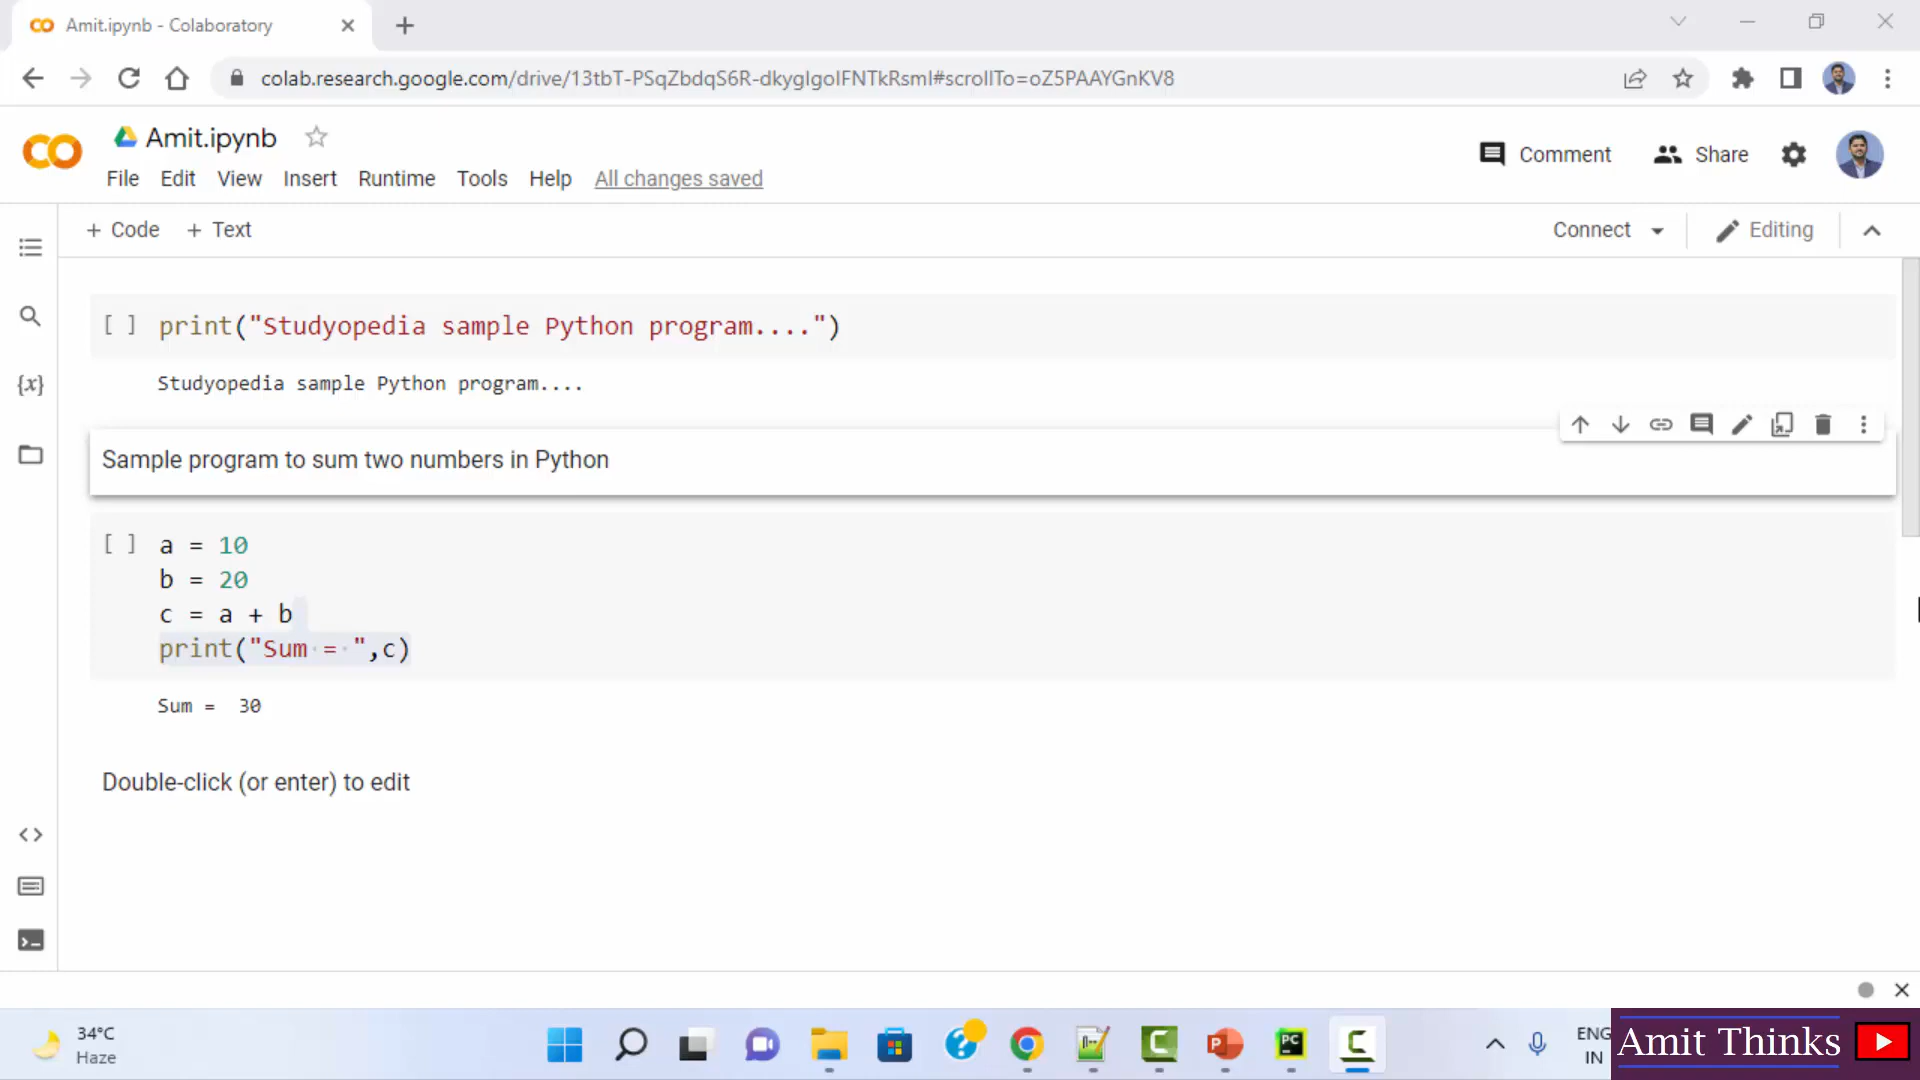 Amit.ipynb - Colaboratory
colab.research.google.com/drive/13tbT-PSqZbdqS6R-dkyglgolFNTkRsml#scrollTo=oZ5PAAYGnKV8
Amit.ipynb
File Edit View Insert Runtime Tools Help All changes saved
Comment Share
+ Code + Text
Connect Editing
[ ] print("Studyopedia sample Python program....")
Studyopedia sample Python program....
Sample program to sum two numbers in Python
[ ] a = 10
b = 20
c = a + b
print("Sum = ",c)
Sum =  30
Double-click (or enter) to edit
{x}
34°C
Haze
PC
ENG
IN
Amit Thinks